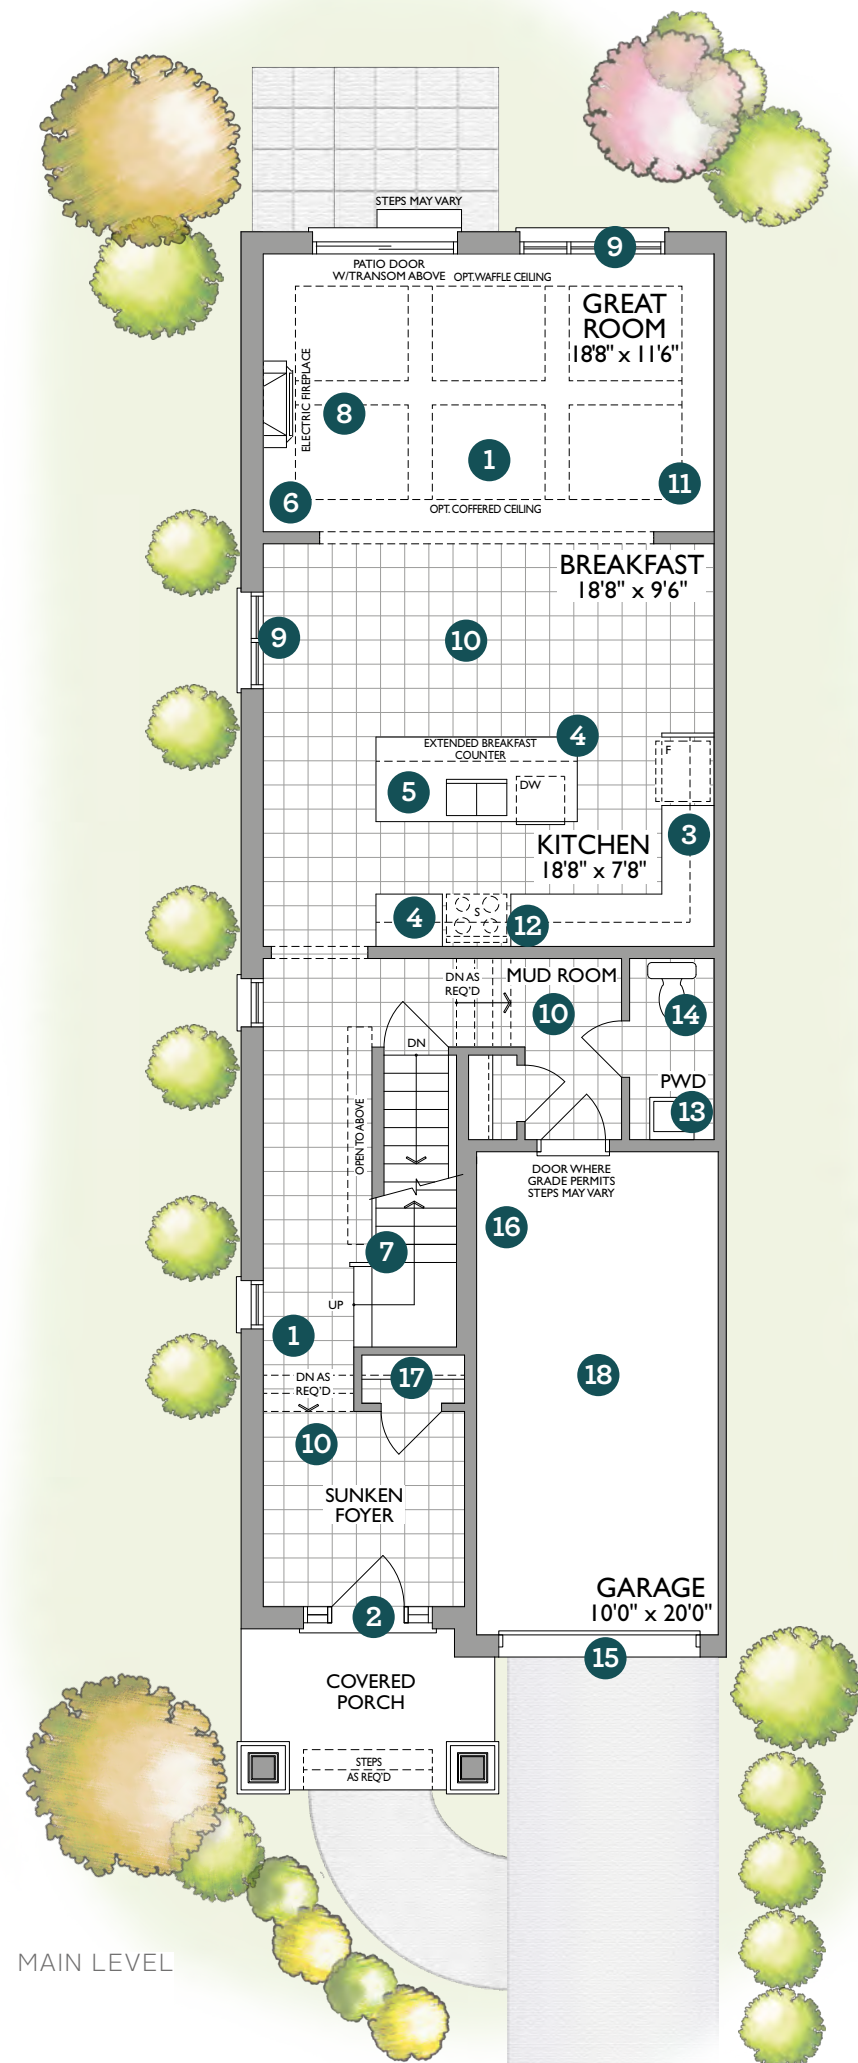 STEPS MAY VARY
9
PATIO DOOR
W/TRANSOM ABOVE
OPT. WAFFLE CEILING
GREAT
ROOM
18'8" x 11'6"
ELECTRIC FIREPLACE
8
1
11
6
OPT. COFFERED CEILING
BREAKFAST
18'8" x 9'6"
9
10
4
EXTENDED BREAKFAST
COUNTER
F
5
DW
3
KITCHEN
18'8" x 7'8"
4
S
12
DN AS
REQ'D
MUD ROOM
10
14
DN
PWD
13
OPEN TO ABOVE
DOOR WHERE
GRADE PERMITS
STEPS MAY VARY
16
7
UP
1
17
18
DN AS
REQ'D
10
SUNKEN
FOYER
GARAGE
10'0" x 20'0"
2
15
COVERED
PORCH
STEPS
AS REQ'D
MAIN LEVEL